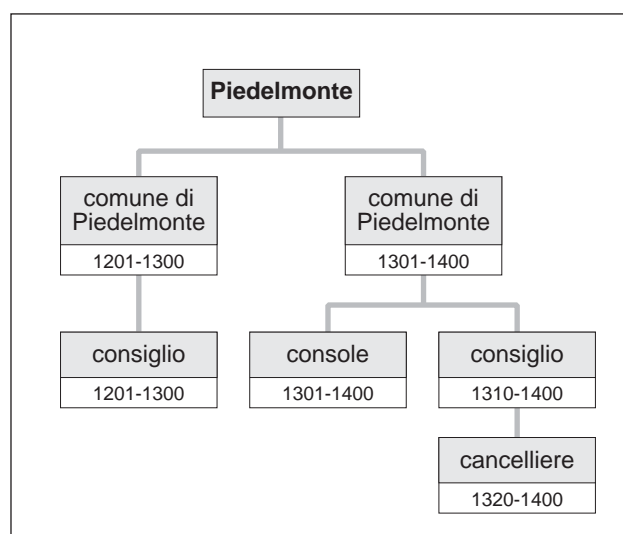 Piedelmonte
comune di
Piedelmonte
1201-1300
comune di
Piedelmonte
1301-1400
consiglio
1201-1300
console
1301-1400
consiglio
1310-1400
cancelliere
1320-1400